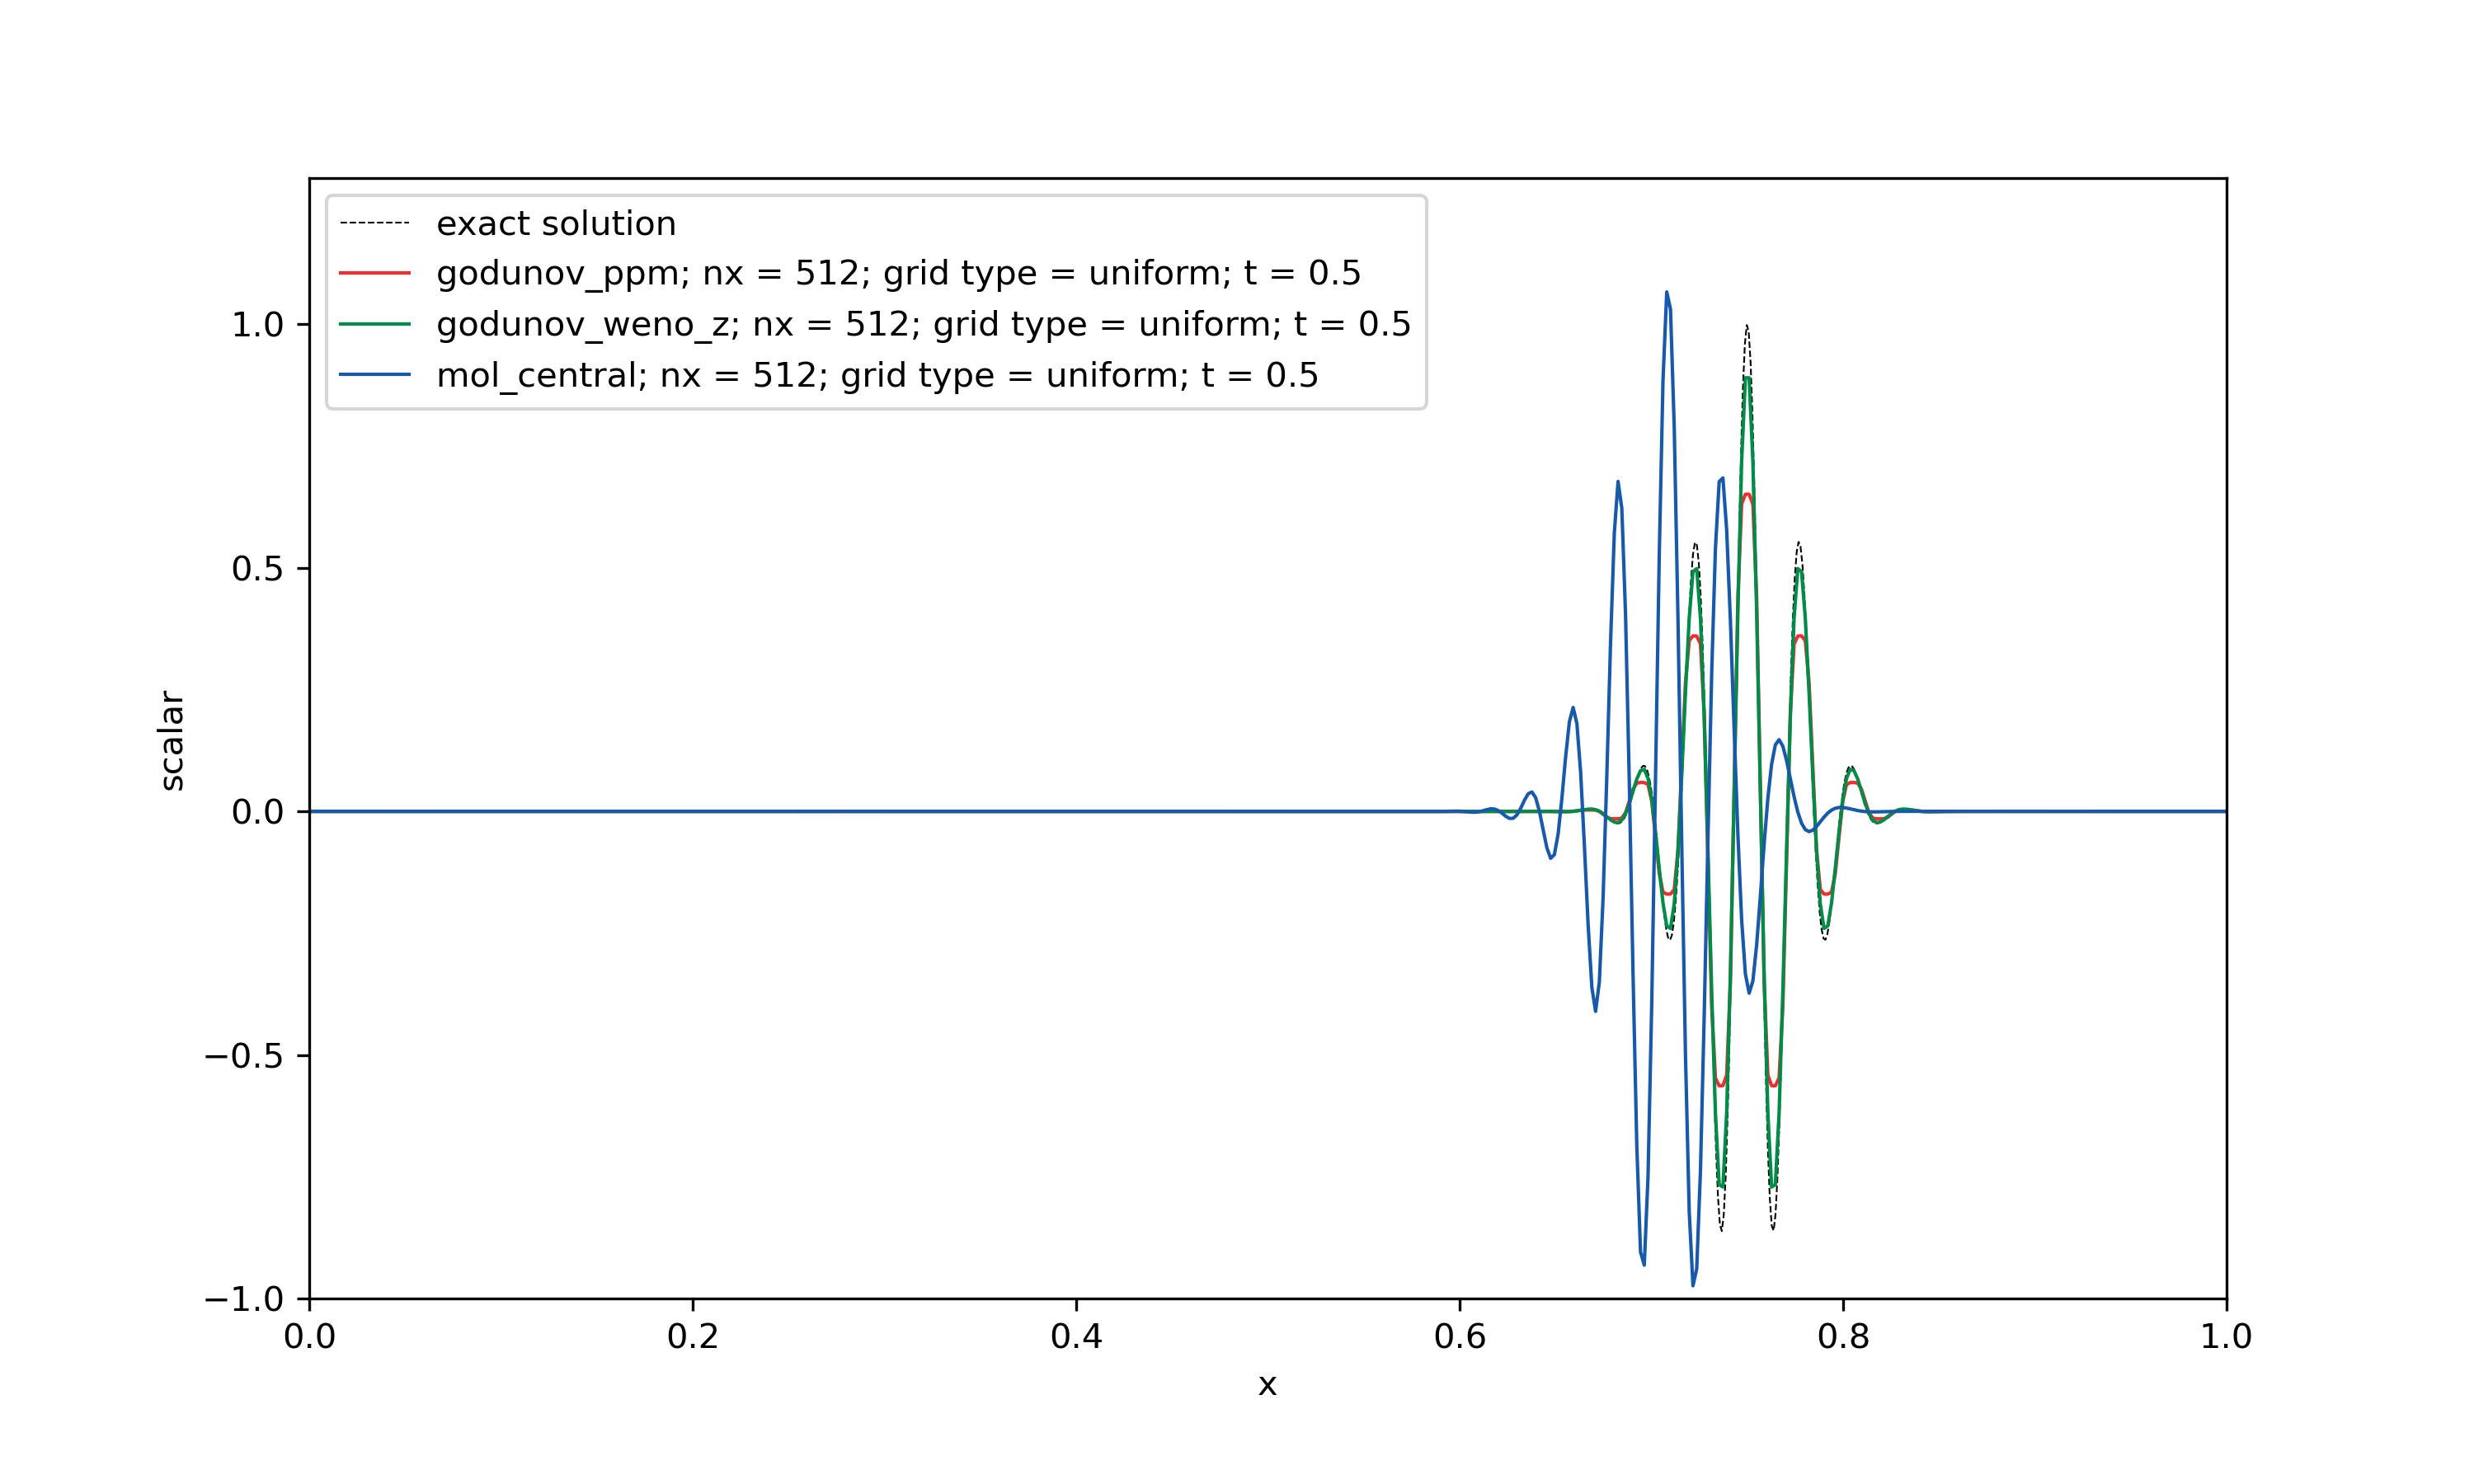 exact solution
godunov_ppm; nx = 512; grid type = uniform; t = 0.5
godunov_weno_z; nx = 512; grid type = uniform; t = 0.5
mol_central; nx = 512; grid type = uniform; t = 0.5
1.0
0.5
0.0
−0.5
−1.0
scalar
0.0 0.2 0.4 0.6 0.8 1.0
x